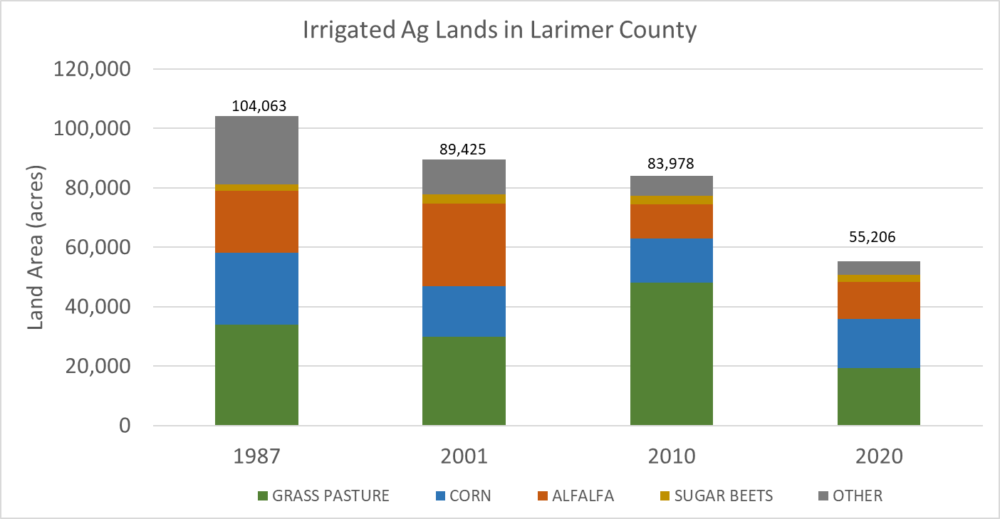 Irrigated Ag Lands in Larimer County
Land Area (acres)
120,000
100,000
80,000
60,000
40,000
20,000
0
104,063
89,425
83,978
55,206
1987 2001 2010 2020
GRASS PASTURE CORN ALFALFA SUGAR BEETS OTHER